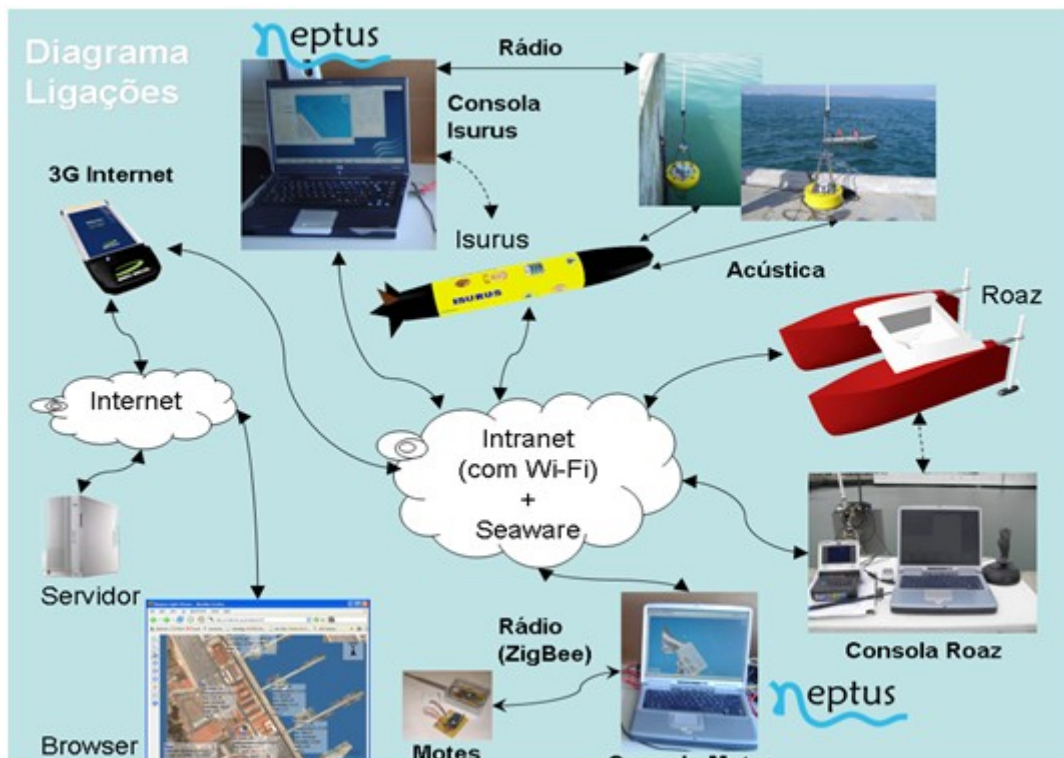 Diagrama
Ligações
neptus
Rádio
Consola
Isurus
3G Internet
Isurus
ISURUS
Acústica
Roaz
Internet
Intranet
(com Wi-Fi)
+
Seaware
Servidor
Rádio
(ZigBee)
Consola Roaz
neptus
Browser
Motes